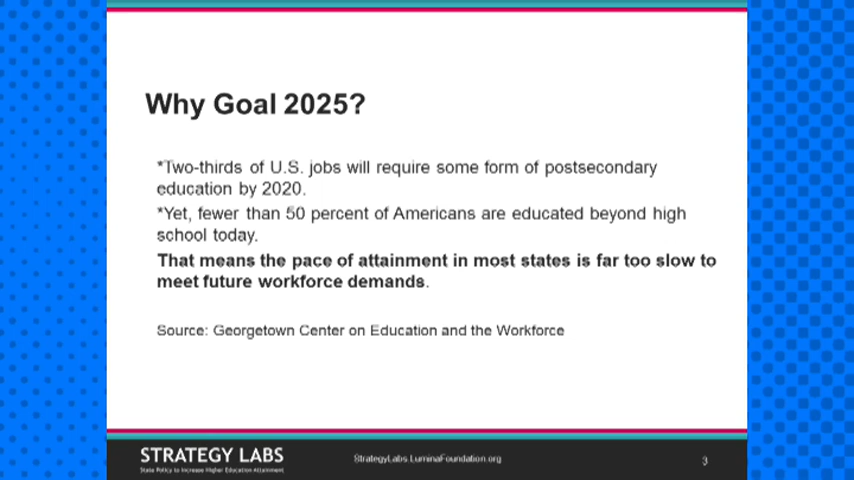 Why Goal 2025?
*Two-thirds of U.S. jobs will require some form of postsecondary
education by 2020.
*Yet, fewer than 50 percent of Americans are educated beyond high
school today.
That means the pace of attainment in most states is far too slow to
meet future workforce demands.
Source: Georgetown Center on Education and the Workforce
STRATEGY LABS
State Policy to Increase Higher Education Attainment
StrategyLabs.LuminaFoundation.org
3